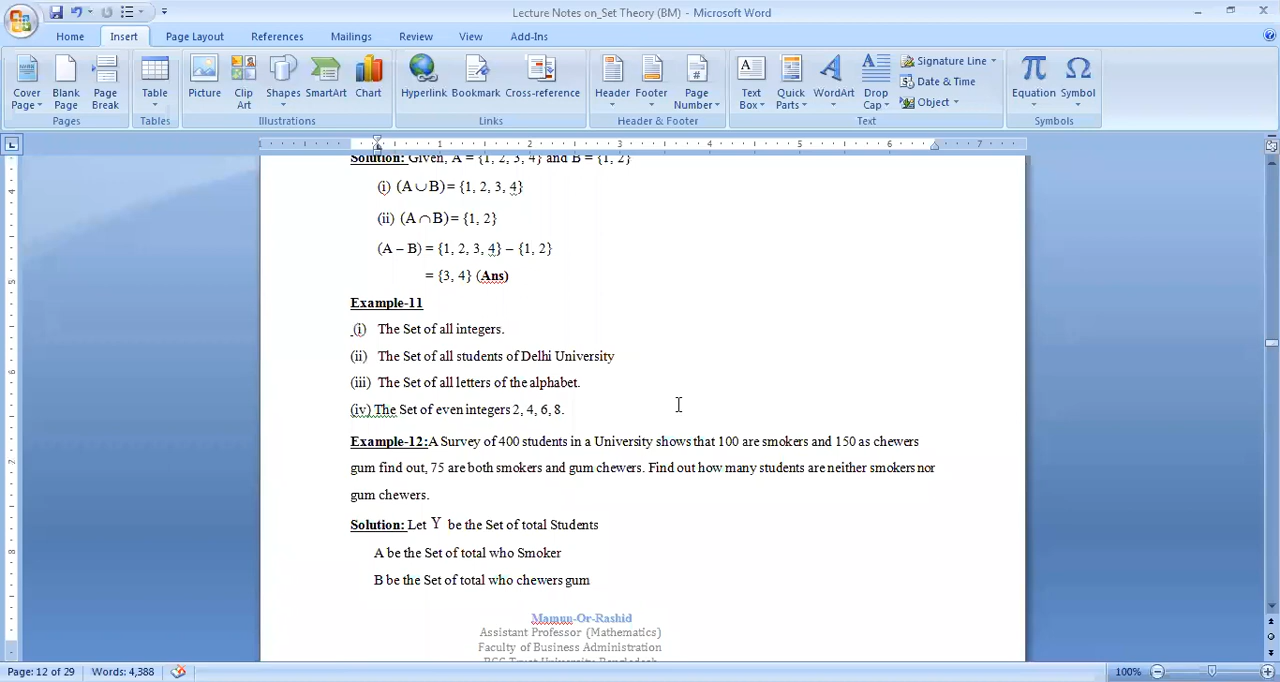 Lecture Notes on_Set Theory (BM) - Microsoft Word
Home Insert Page Layout References Mailings Review View Add-Ins
Cover Page Blank Page Page Break Table Picture Clip Art Shapes SmartArt Chart Hyperlink Bookmark Cross-reference Header Footer Page Number Text Box Quick Parts WordArt Drop Cap Signature Line Date & Time Object Equation Symbol
Pages Tables Illustrations Links Header & Footer Text Symbols
1 1 2 3 4 5 6 7
Solution: Given, A = {1, 2, 3, 4} and B = {1, 2}
(i) (A ∪ B) = {1, 2, 3, 4}
(ii) (A ∩ B) = {1, 2}
(A – B) = {1, 2, 3, 4} – {1, 2}
= {3, 4} (Ans)
Example-11
(i) The Set of all integers.
(ii) The Set of all students of Delhi University
(iii) The Set of all letters of the alphabet.
(iv) The Set of even integers 2, 4, 6, 8.
Example-12:A Survey of 400 students in a University shows that 100 are smokers and 150 as chewers
gum find out, 75 are both smokers and gum chewers. Find out how many students are neither smokers nor
gum chewers.
Solution: Let Y be the Set of total Students
A be the Set of total who Smoker
B be the Set of total who chewers gum
Mamun-Or-Rashid
Assistant Professor (Mathematics)
Faculty of Business Administration
BGC Trust University Bangladesh
Page: 12 of 29 Words: 4,388 100%